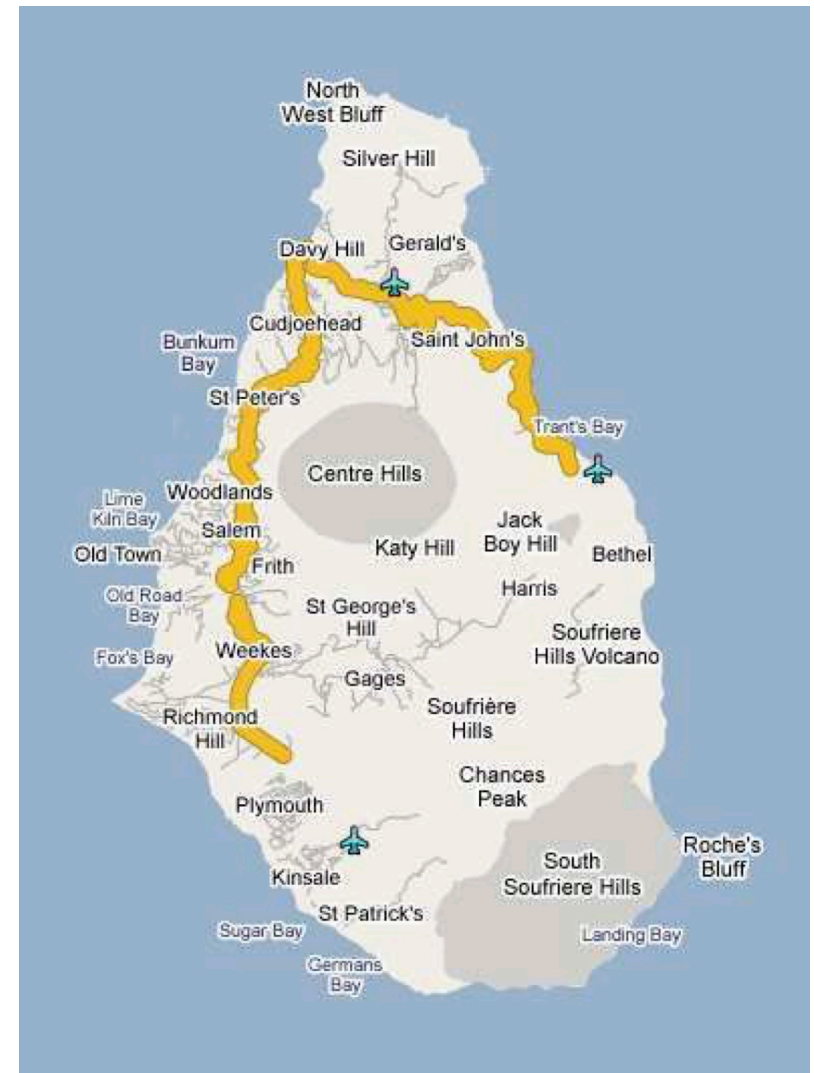 North
West Bluff
Silver Hill
Davy Hill
Gerald's
Cudjoehead
Saint John's
Bunkum
Bay
St Peter's
Trant's Bay
Centre Hills
Woodlands
Lime
Kiln Bay
Salem
Jack
Boy Hill
Old Town
Katy Hill
Bethel
Frith
Harris
Old Road
Bay
St George's
Hill
Soufriere
Hills Volcano
Fox's Bay
Weekes
Gages
Richmond
Hill
Soufrière
Hills
Chances
Peak
Plymouth
Roche's
Bluff
South
Soufriere Hills
Kinsale
St Patrick's
Sugar Bay
Landing Bay
Germans
Bay